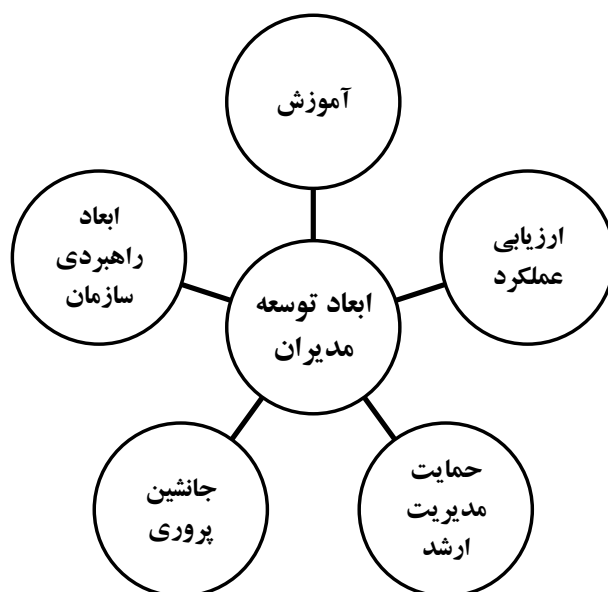 آموزش
ارزیابی
عملکرد
حمایت
مدیریت
ارشد
جانشین
پروری
ابعاد
راهبردی
سازمان
ابعاد توسعه
مدیران